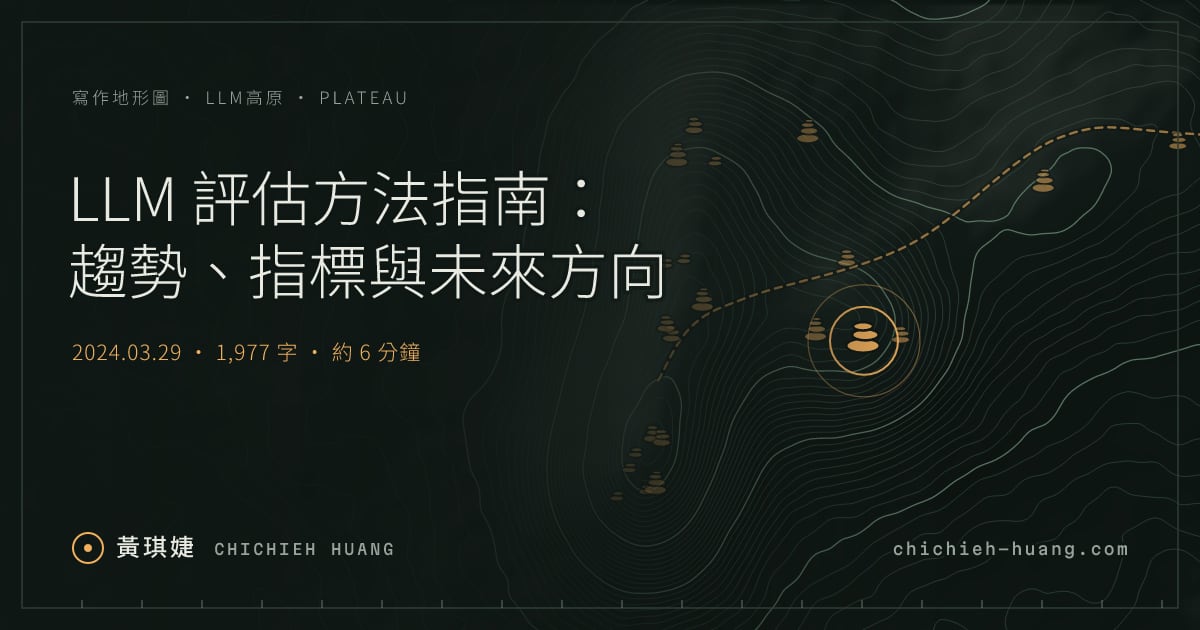 寫作地形圖 · LLM高原 · PLATEAU
LLM 評估方法指南：
趨勢、指標與未來方向
2024.03.29 · 1,977 字 · 約 6 分鐘
黃琪婕 CHICHIEH HUANG
chichieh-huang.com